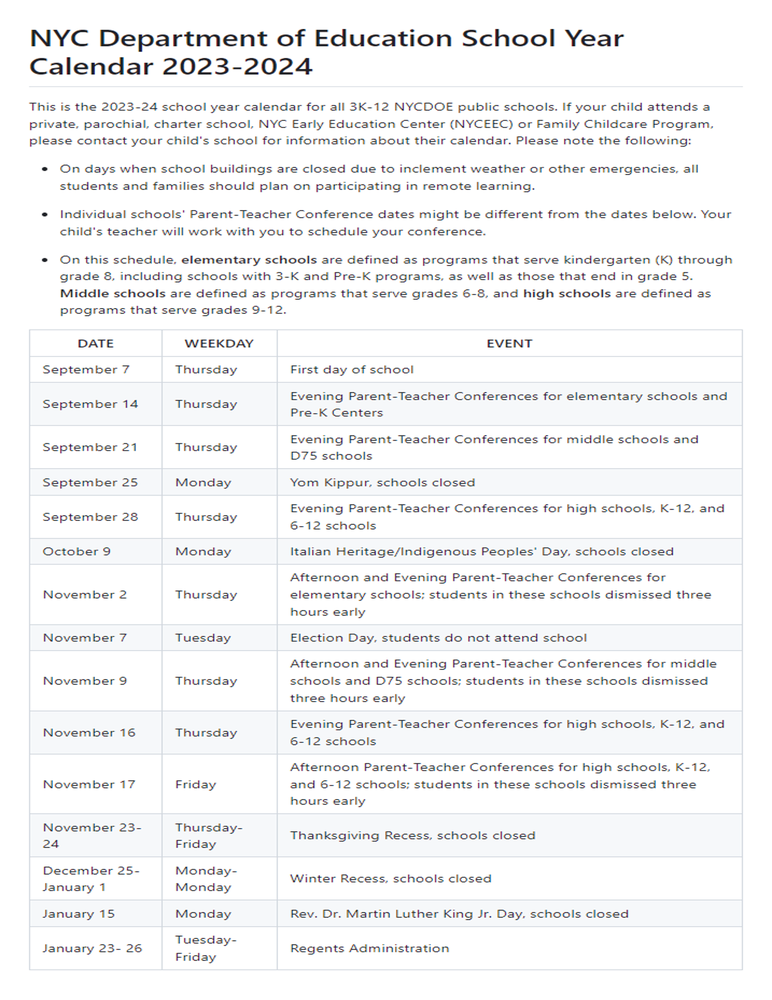 NYC Department of Education School Year
Calendar 2023-2024
This is the 2023-24 school year calendar for all 3K-12 NYCDOE public schools. If your child attends a
private, parochial, charter school, NYC Early Education Center (NYCEEC) or Family Childcare Program,
please contact your child's school for information about their calendar. Please note the following:
• On days when school buildings are closed due to inclement weather or other emergencies, all
students and families should plan on participating in remote learning.
• Individual schools' Parent-Teacher Conference dates might be different from the dates below. Your
child's teacher will work with you to schedule your conference.
• On this schedule, elementary schools are defined as programs that serve kindergarten (K) through
grade 8, including schools with 3-K and Pre-K programs, as well as those that end in grade 5.
Middle schools are defined as programs that serve grades 6-8, and high schools are defined as
programs that serve grades 9-12.
DATE WEEKDAY EVENT
September 7 Thursday First day of school
September 14 Thursday Evening Parent-Teacher Conferences for elementary schools and
Pre-K Centers
September 21 Thursday Evening Parent-Teacher Conferences for middle schools and
D75 schools
September 25 Monday Yom Kippur, schools closed
September 28 Thursday Evening Parent-Teacher Conferences for high schools, K-12, and
6-12 schools
October 9 Monday Italian Heritage/Indigenous Peoples' Day, schools closed
November 2 Thursday Afternoon and Evening Parent-Teacher Conferences for
elementary schools; students in these schools dismissed three
hours early
November 7 Tuesday Election Day, students do not attend school
November 9 Thursday Afternoon and Evening Parent-Teacher Conferences for middle
schools and D75 schools; students in these schools dismissed
three hours early
November 16 Thursday Evening Parent-Teacher Conferences for high schools, K-12, and
6-12 schools
November 17 Friday Afternoon Parent-Teacher Conferences for high schools, K-12,
and 6-12 schools; students in these schools dismissed three
hours early
November 23- Thursday- Thanksgiving Recess, schools closed
24 Friday
December 25- Monday- Winter Recess, schools closed
January 1 Monday
January 15 Monday Rev. Dr. Martin Luther King Jr. Day, schools closed
January 23- 26 Tuesday- Regents Administration
Friday